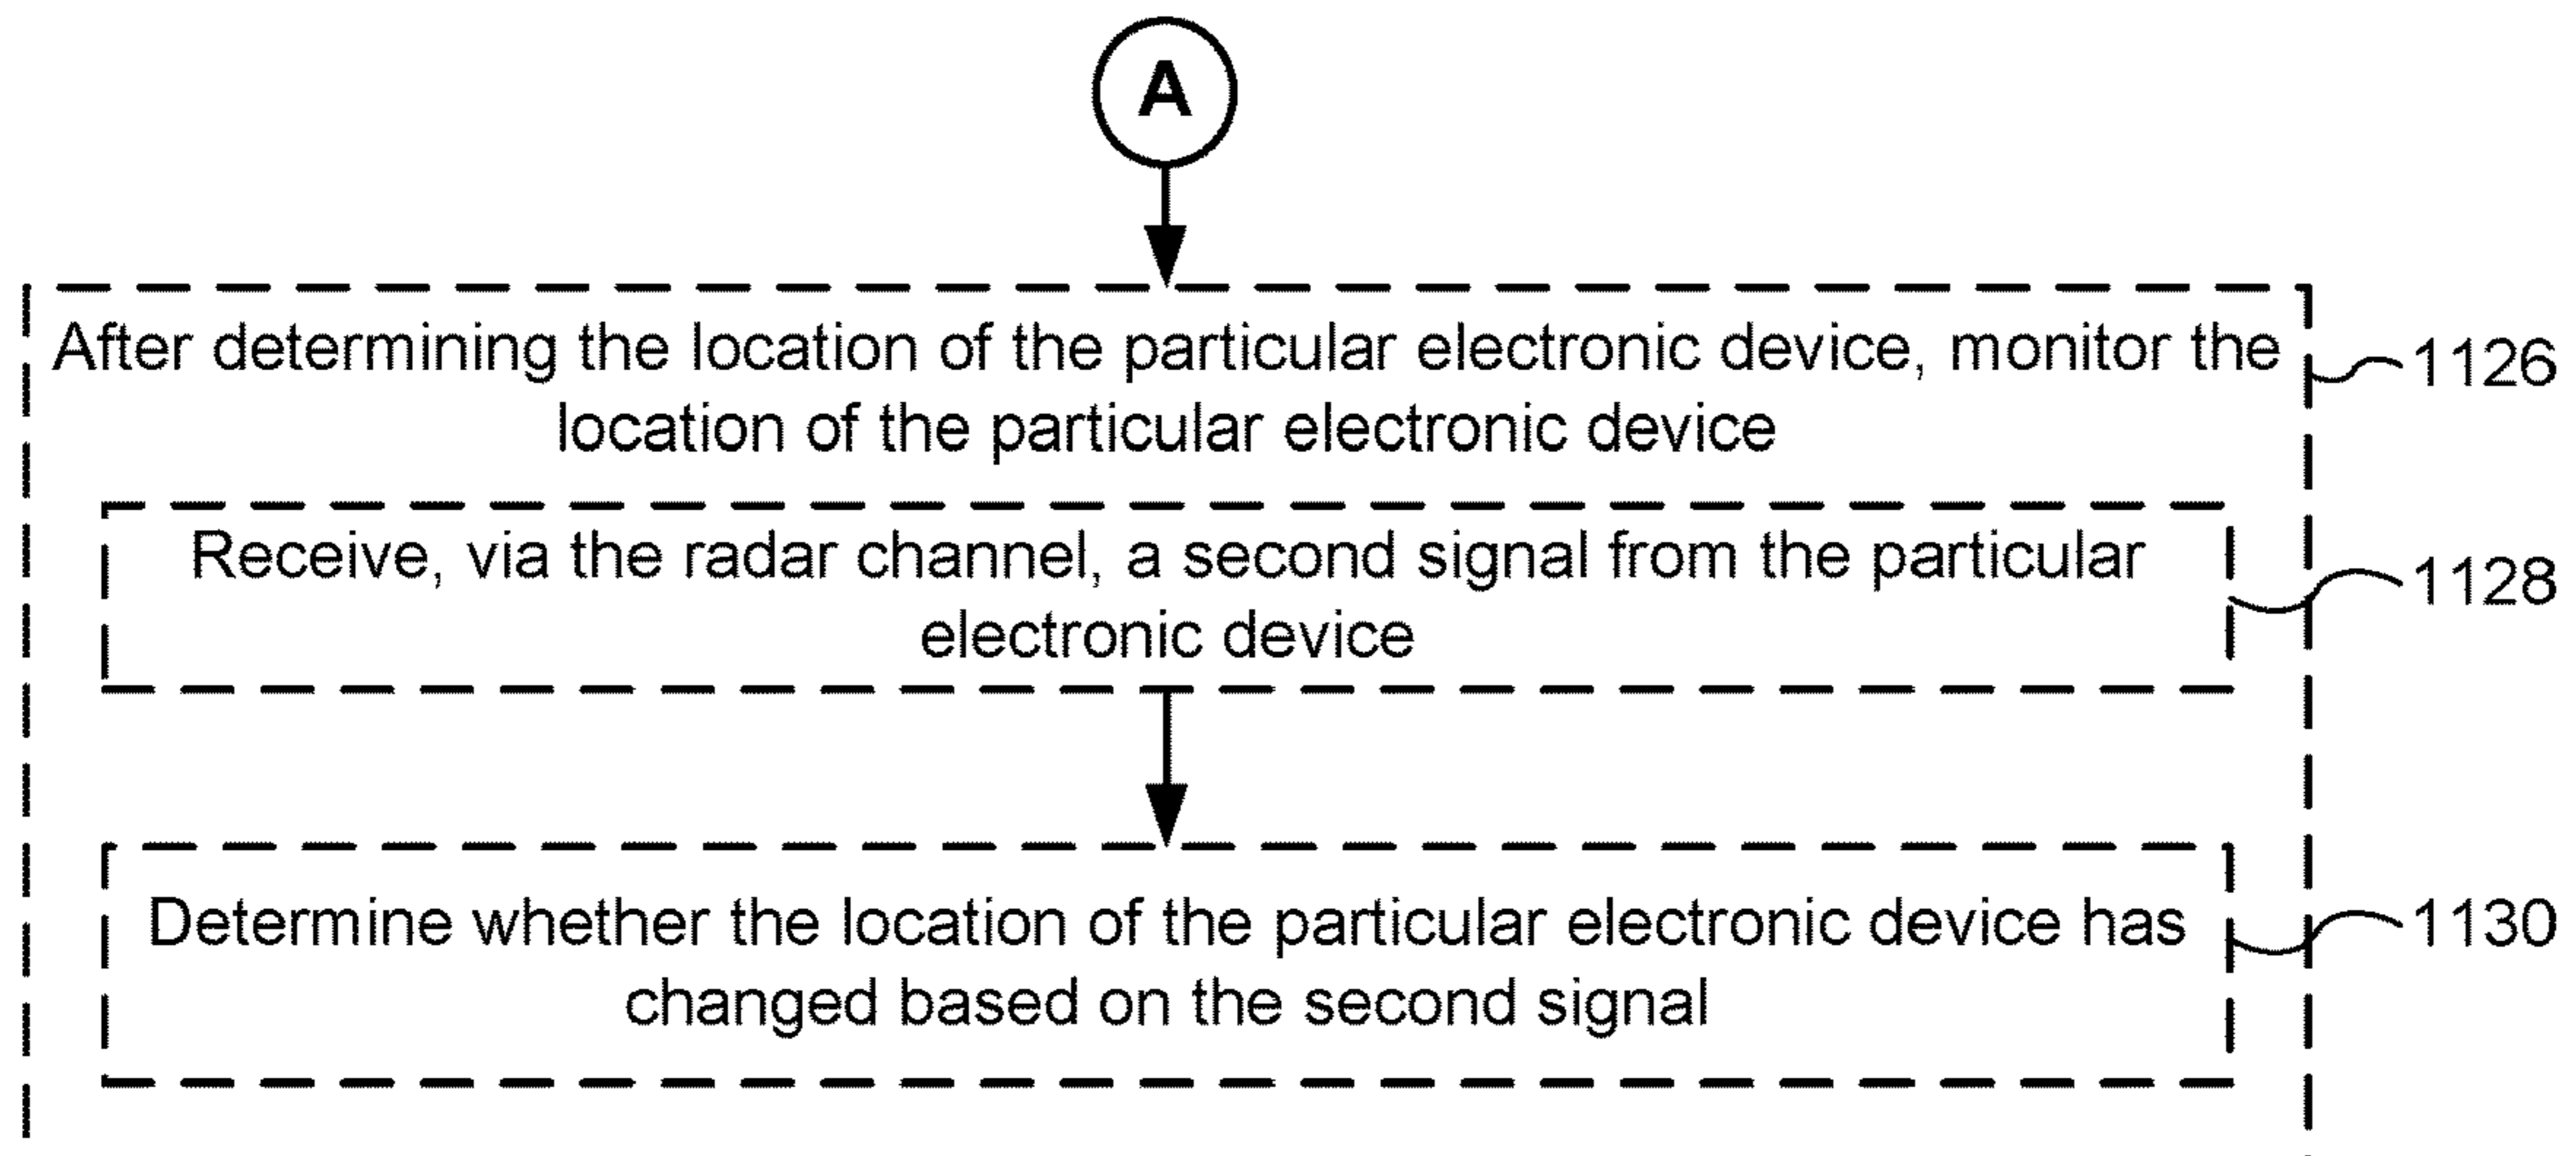 A
After determining the location of the particular electronic device, monitor the
location of the particular electronic device
1126
Receive, via the radar channel, a second signal from the particular
electronic device
1128
Determine whether the location of the particular electronic device has
changed based on the second signal
1130